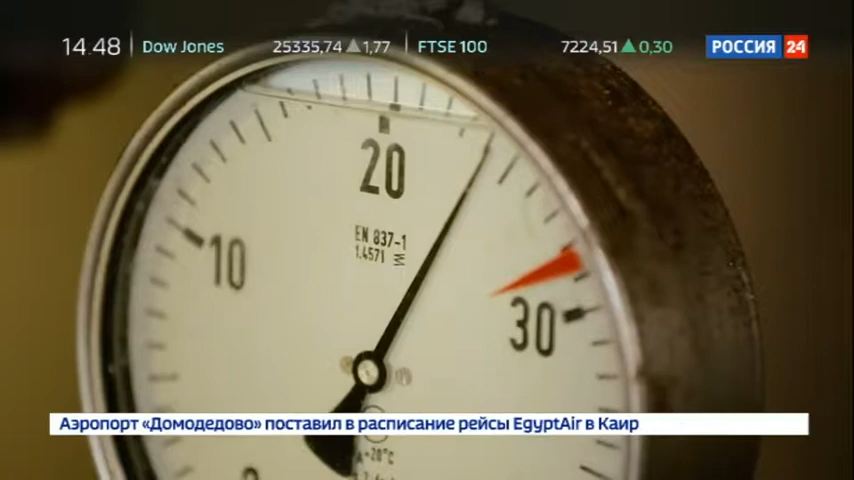 14.48 Dow Jones 25335,74 ▲ 1,77 FTSE 100 7224,51 ▲ 0,30 РОССИЯ 24
20
EN 837-1
1.4571
10
30
Аэропорт «Домодедово» поставил в расписание рейсы EgyptAir в Каир
+20°C